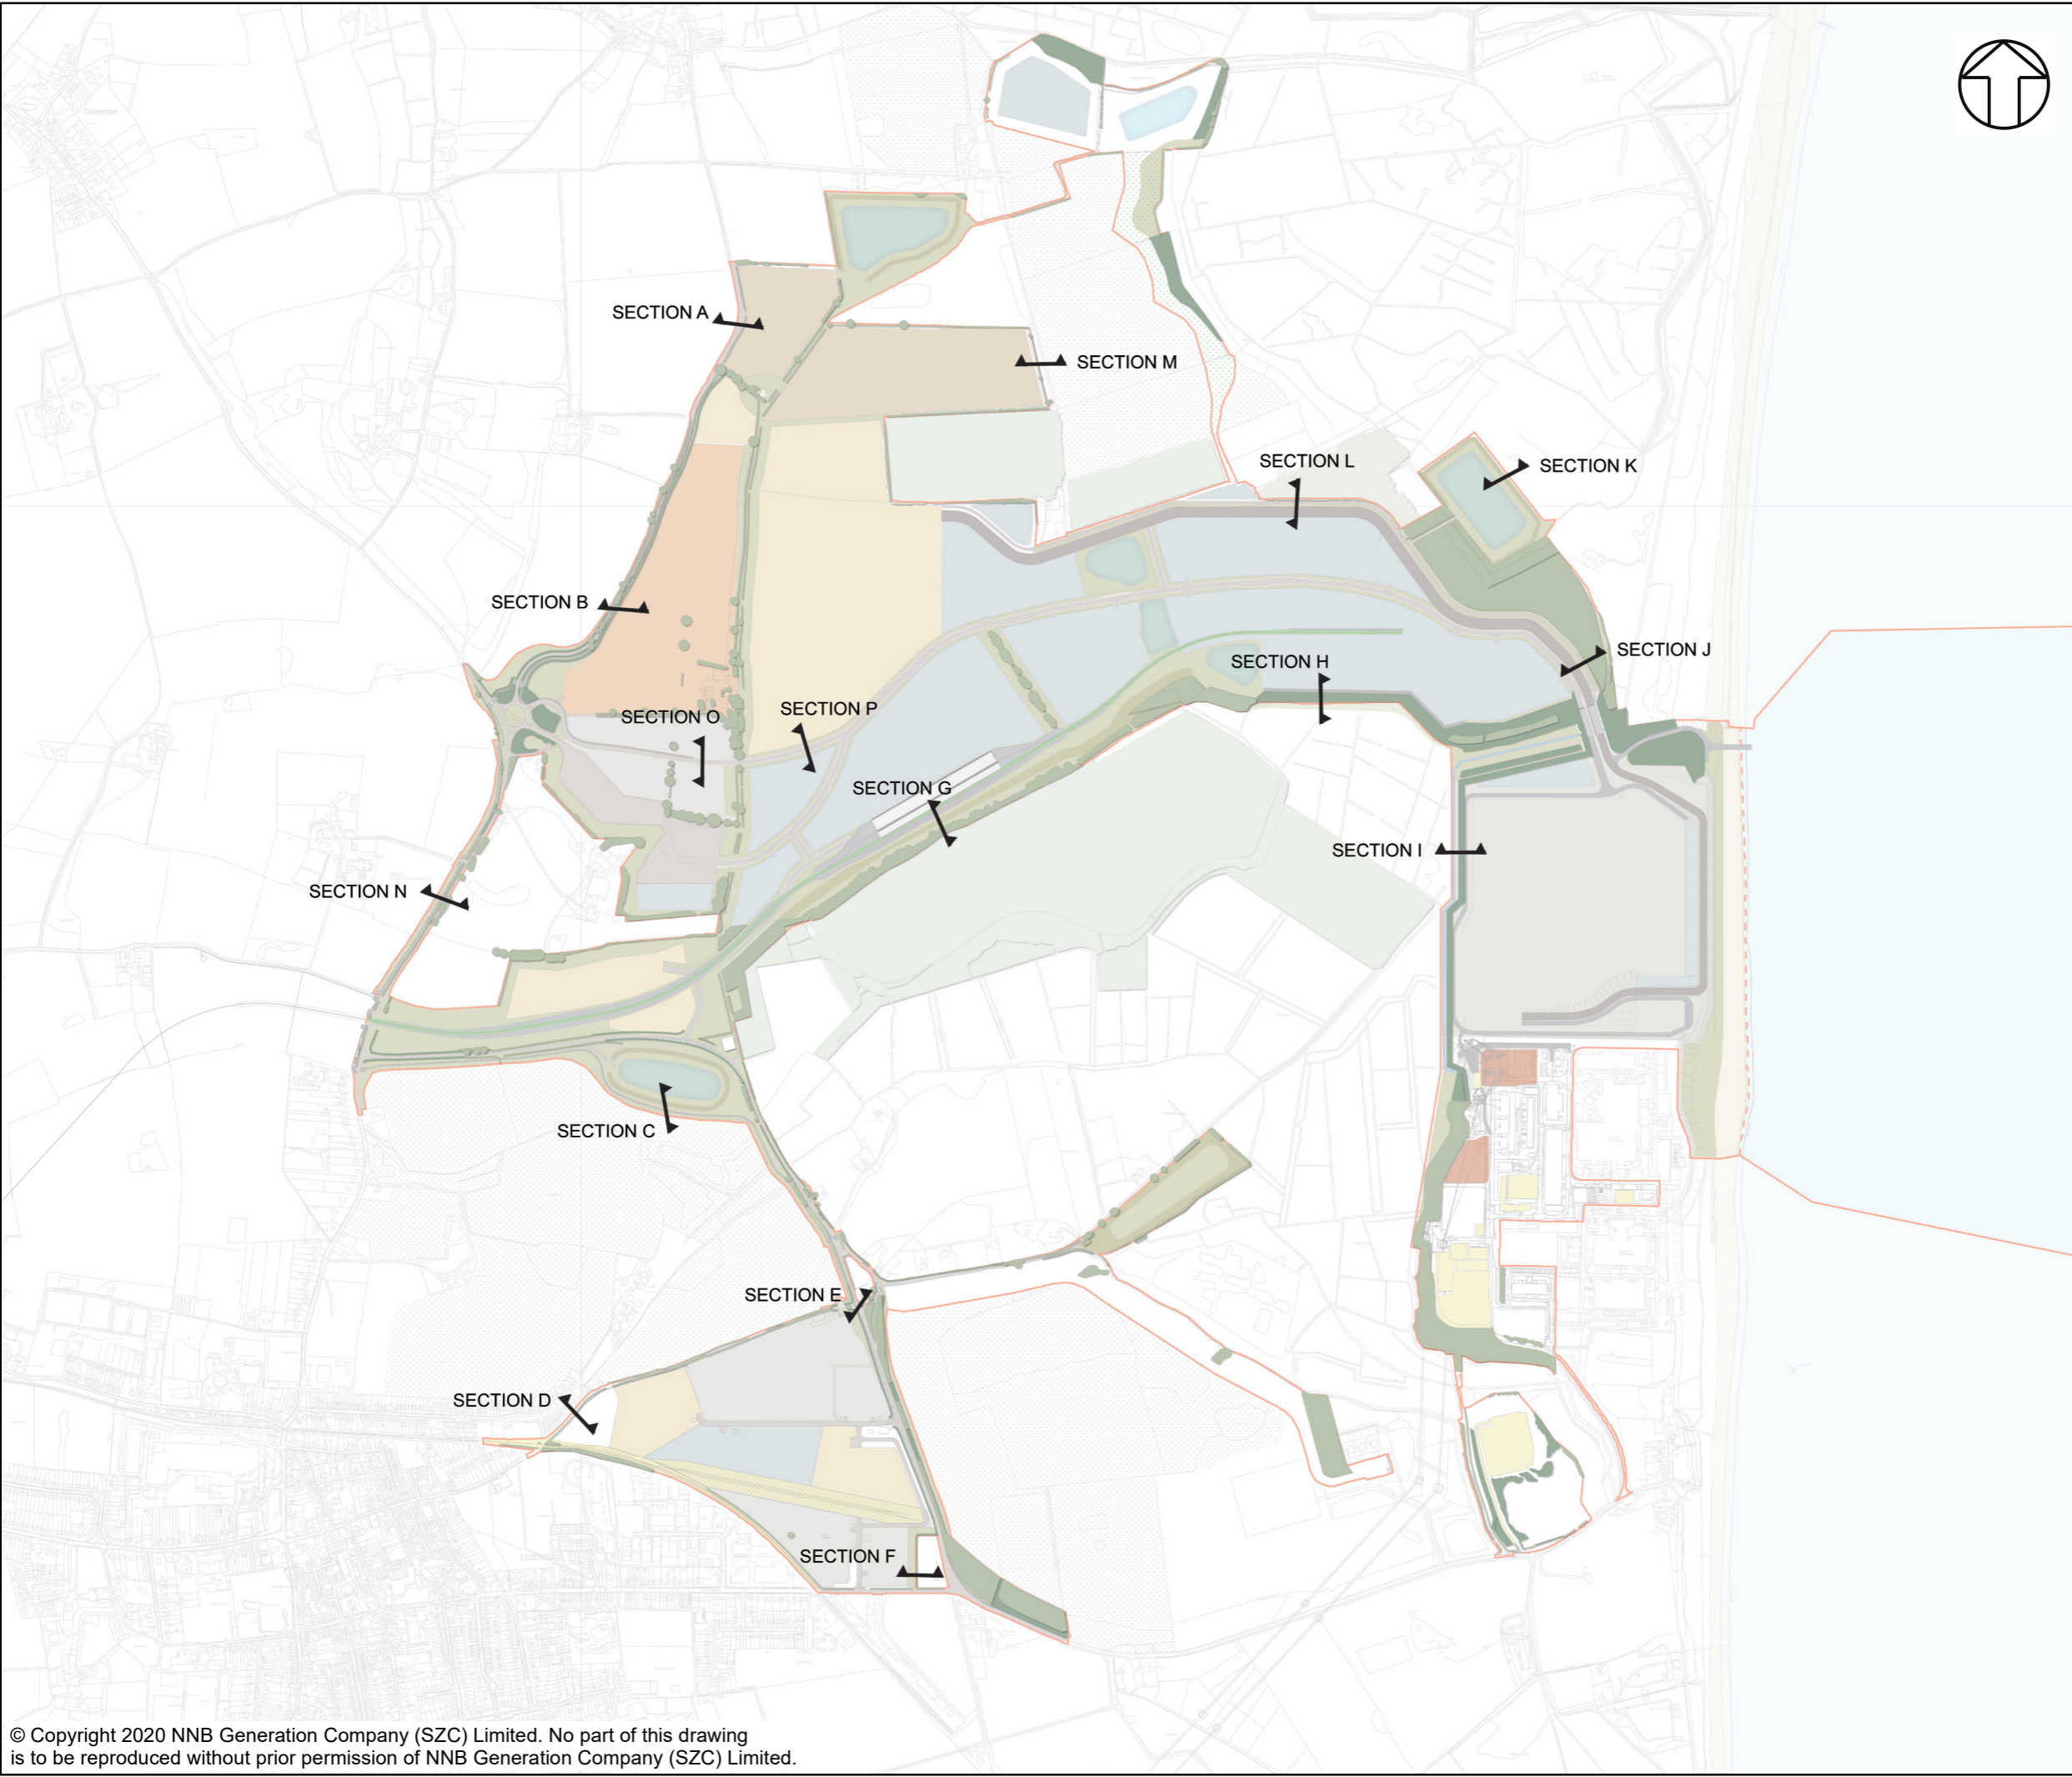 SECTION A
SECTION M
SECTION L
SECTION K
SECTION B
SECTION J
SECTION H
SECTION O
SECTION P
SECTION G
SECTION I
SECTION N
SECTION C
SECTION E
SECTION D
SECTION F
© Copyright 2020 NNB Generation Company (SZC) Limited. No part of this drawing
is to be reproduced without prior permission of NNB Generation Company (SZC) Limited.